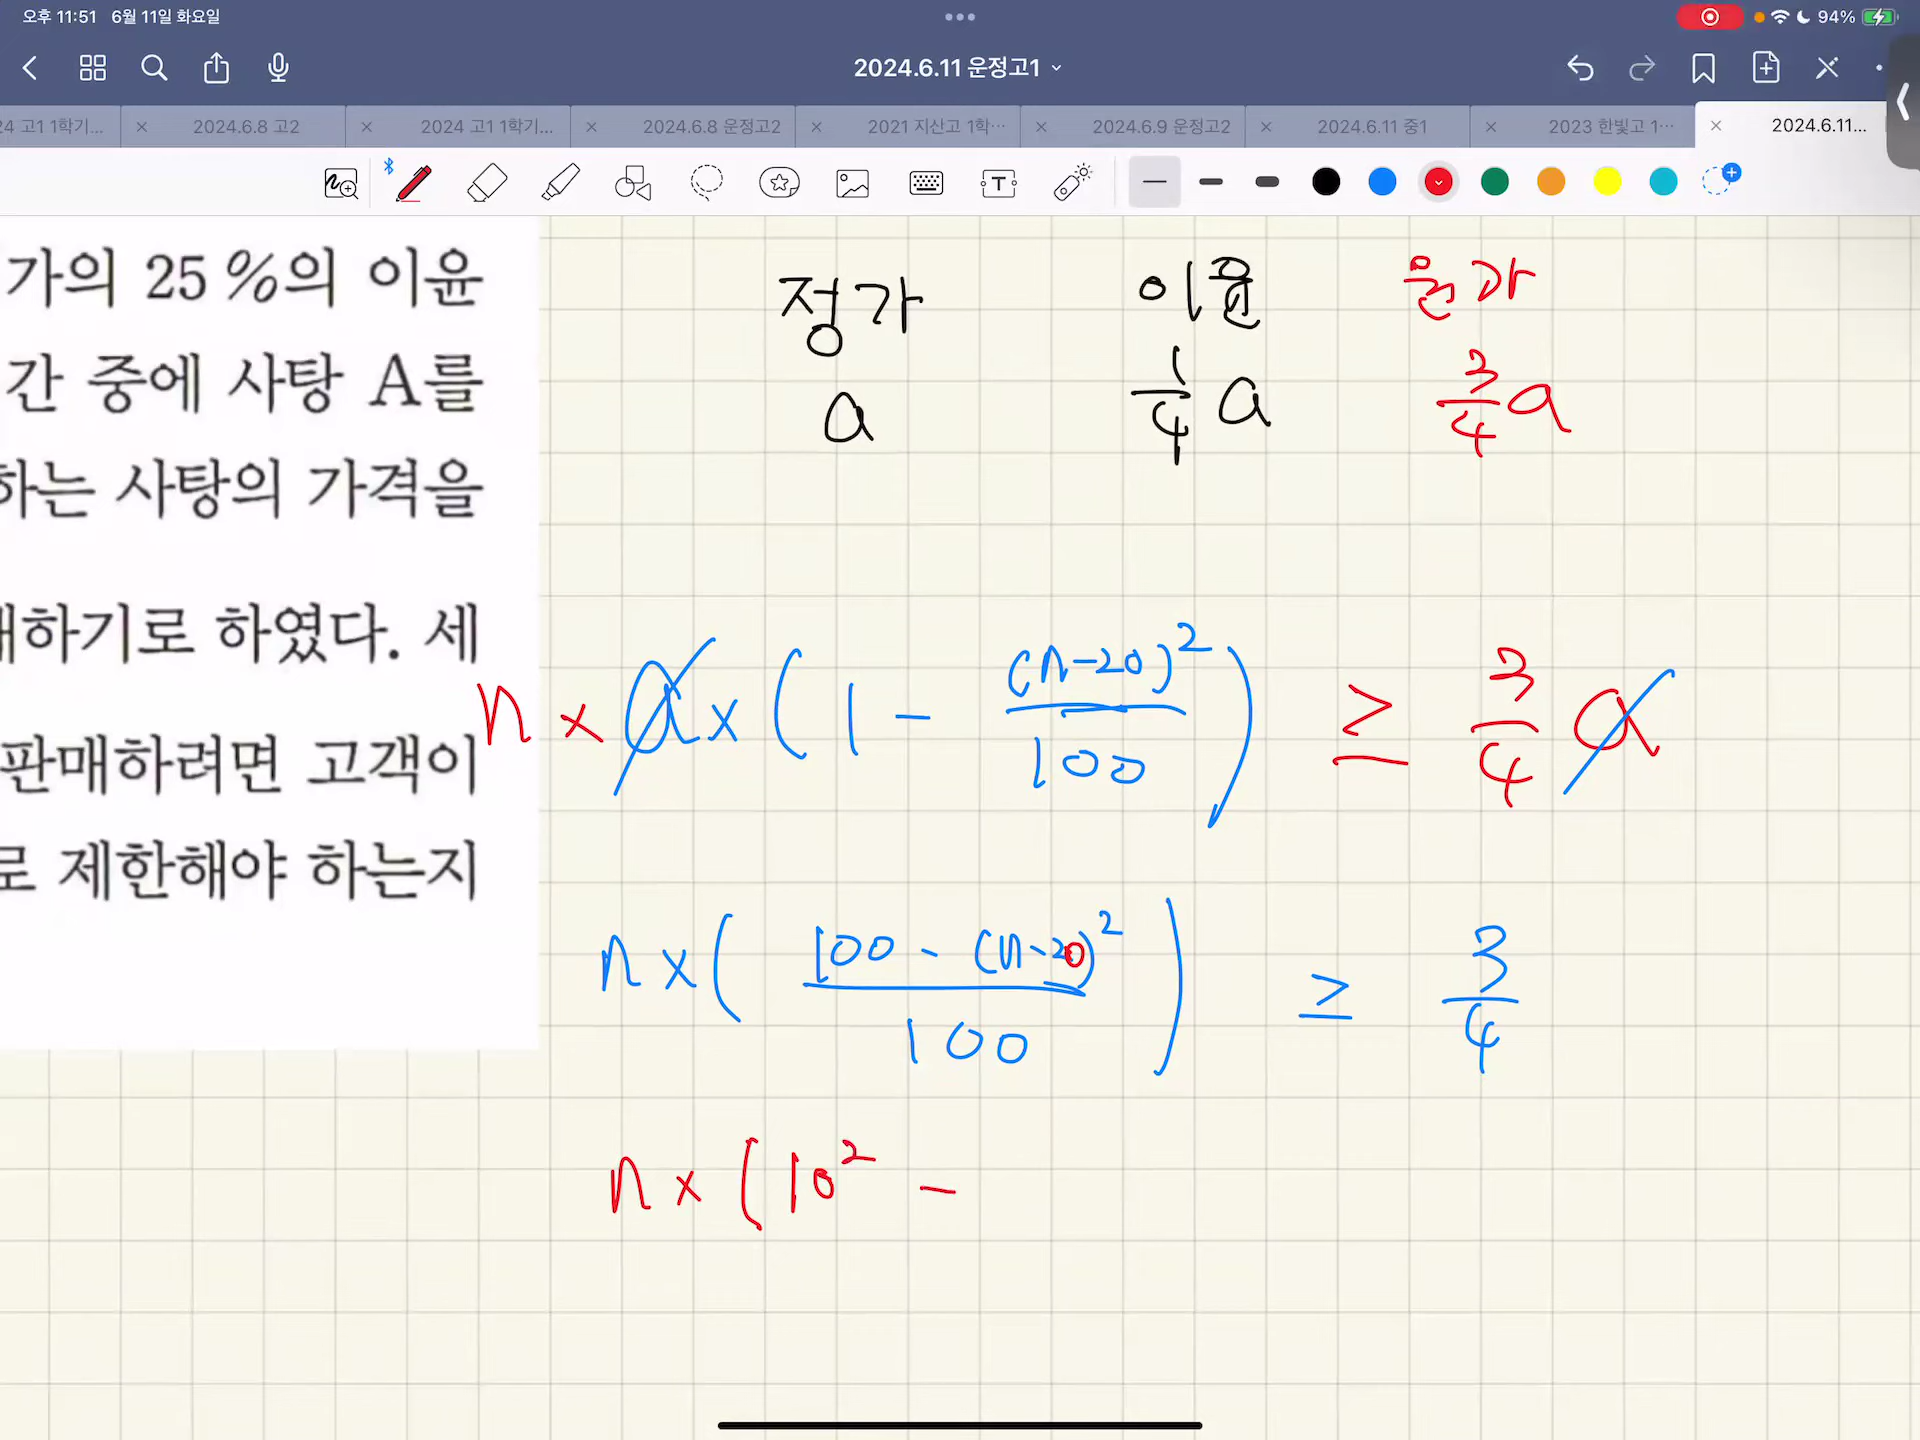 오후 11:51 6월 11일 화요일
94%
2024.6.11 운정고1
24 고1 1학기...
2024.6.8 고2
2024 고1 1학기...
2024.6.8 운정고2
2021 지산고 1학...
2024.6.9 운정고2
2024.6.11 중1
2023 한빛고 1...
2024.6.11...
가의 25%의 이윤
간 중에 사탕 A를
하는 사탕의 가격을
매하기로 하였다. 세
판매하려면 고객이
로 제한해야 하는지
정가 이윤 원가
a 1/4 a 3/4 a
n × a × ( 1 - (n-20)² / 100 ) ≥ 3/4 a
n × ( 100 - (n-20)² / 100 ) ≥ 3/4
n × ( 10² -